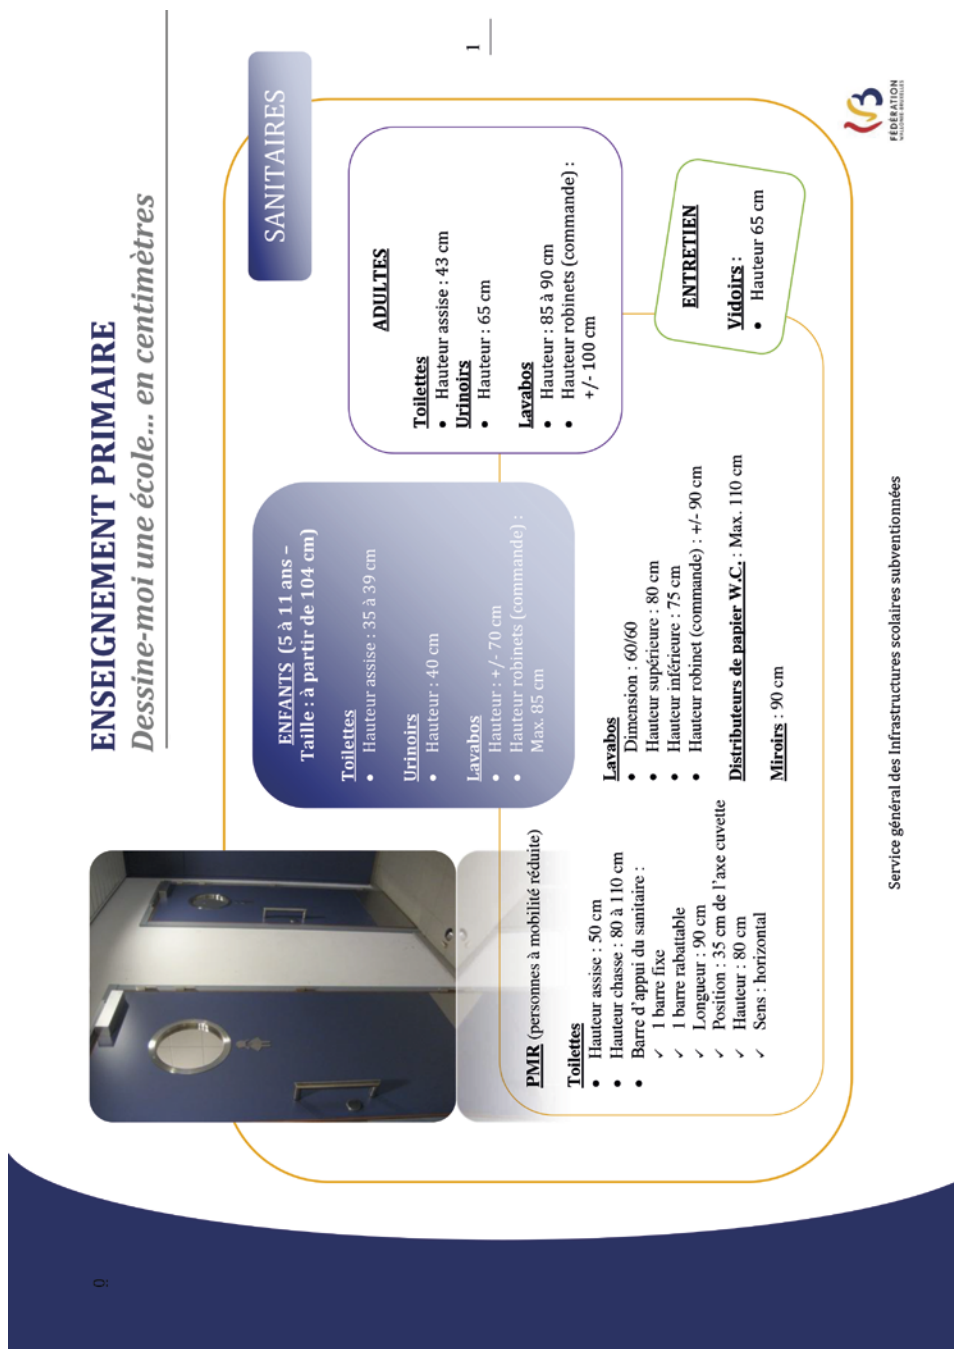 ENSEIGNEMENT PRIMAIRE
Dessine-moi une école... en centimètres
SANITAIRES
ENFANTS (5 à 11 ans –
Taille : à partir de 104 cm)
Toilettes
• Hauteur assise : 35 à 39 cm
Urinoirs
• Hauteur : 40 cm
Lavabos
• Hauteur : +/- 70 cm
• Hauteur robinets (commande) :
Max. 85 cm
ADULTES
Toilettes
• Hauteur assise : 43 cm
Urinoirs
• Hauteur : 65 cm
Lavabos
• Hauteur : 85 à 90 cm
• Hauteur robinets (commande) :
+/- 100 cm
PMR (personnes à mobilité réduite)
Toilettes
• Hauteur assise : 50 cm
• Hauteur chasse : 80 à 110 cm
• Barre d'appui du sanitaire :
✓ 1 barre fixe
✓ 1 barre rabattable
✓ Longueur : 90 cm
✓ Position : 35 cm de l'axe cuvette
✓ Hauteur : 80 cm
✓ Sens : horizontal
Lavabos
• Dimension : 60/60
• Hauteur supérieure : 80 cm
• Hauteur inférieure : 75 cm
• Hauteur robinet (commande) : +/- 90 cm
Distributeurs de papier W.C. : Max. 110 cm
Miroirs : 90 cm
ENTRETIEN
Vidoirs :
• Hauteur 65 cm
Service général des Infrastructures scolaires subventionnées
FÉDÉRATION
WALLONIE-BRUXELLES
1
0